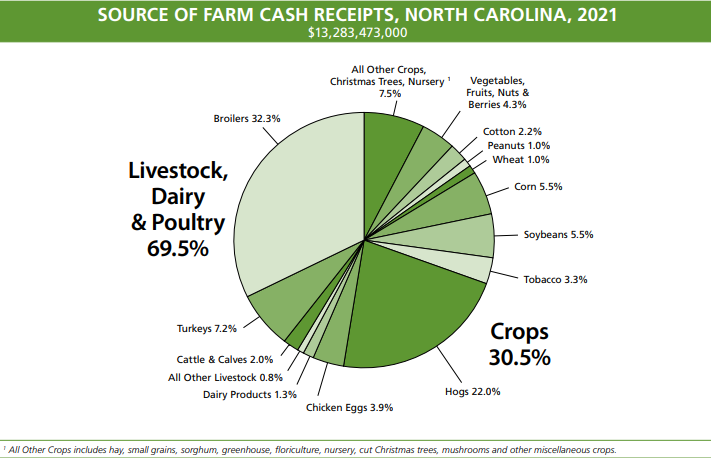 SOURCE OF FARM CASH RECEIPTS, NORTH CAROLINA, 2021
$13,283,473,000
All Other Crops,
Christmas Trees, Nursery ¹
7.5%
Vegetables,
Fruits, Nuts &
Berries 4.3%
Broilers 32.3%
Cotton 2.2%
Peanuts 1.0%
Wheat 1.0%
Livestock,
Dairy
& Poultry
69.5%
Corn 5.5%
Soybeans 5.5%
Tobacco 3.3%
Turkeys 7.2%
Crops
30.5%
Cattle & Calves 2.0%
All Other Livestock 0.8%
Dairy Products 1.3%
Hogs 22.0%
Chicken Eggs 3.9%
¹ All Other Crops includes hay, small grains, sorghum, greenhouse, floriculture, nursery, cut Christmas trees, mushrooms and other miscellaneous crops.